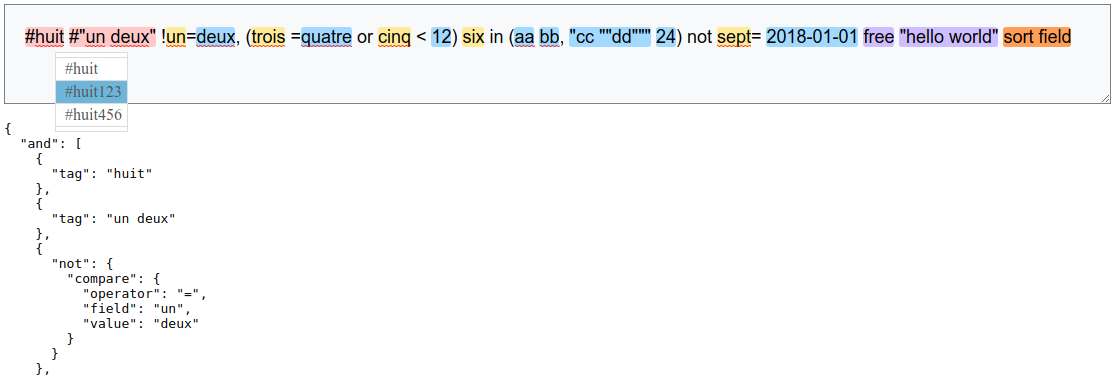 #huit #"un deux" !un=deux, (trois =quatre or cinq < 12) six in (aa bb, "cc ""dd""" 24) not sept= 2018-01-01 free "hello world" sort field
#huit
#huit123
#huit456
{
  "and": [
    {
      "tag": "huit"
    },
    {
      "tag": "un deux"
    },
    {
      "not": {
        "compare": {
          "operator": "=",
          "field": "un",
          "value": "deux"
        }
      }
    },